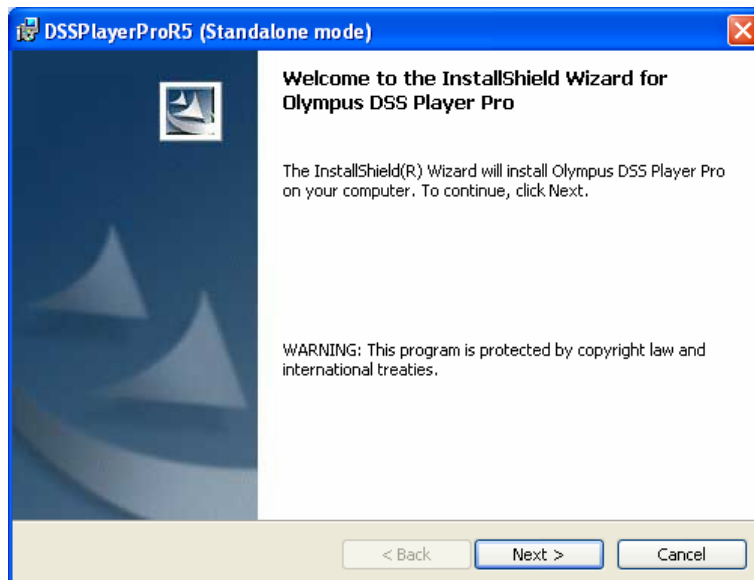 DSSPlayerProR5 (Standalone mode)
Welcome to the InstallShield Wizard for
Olympus DSS Player Pro
The InstallShield(R) Wizard will install Olympus DSS Player Pro
on your computer. To continue, click Next.
WARNING: This program is protected by copyright law and
international treaties.
< Back
Next >
Cancel